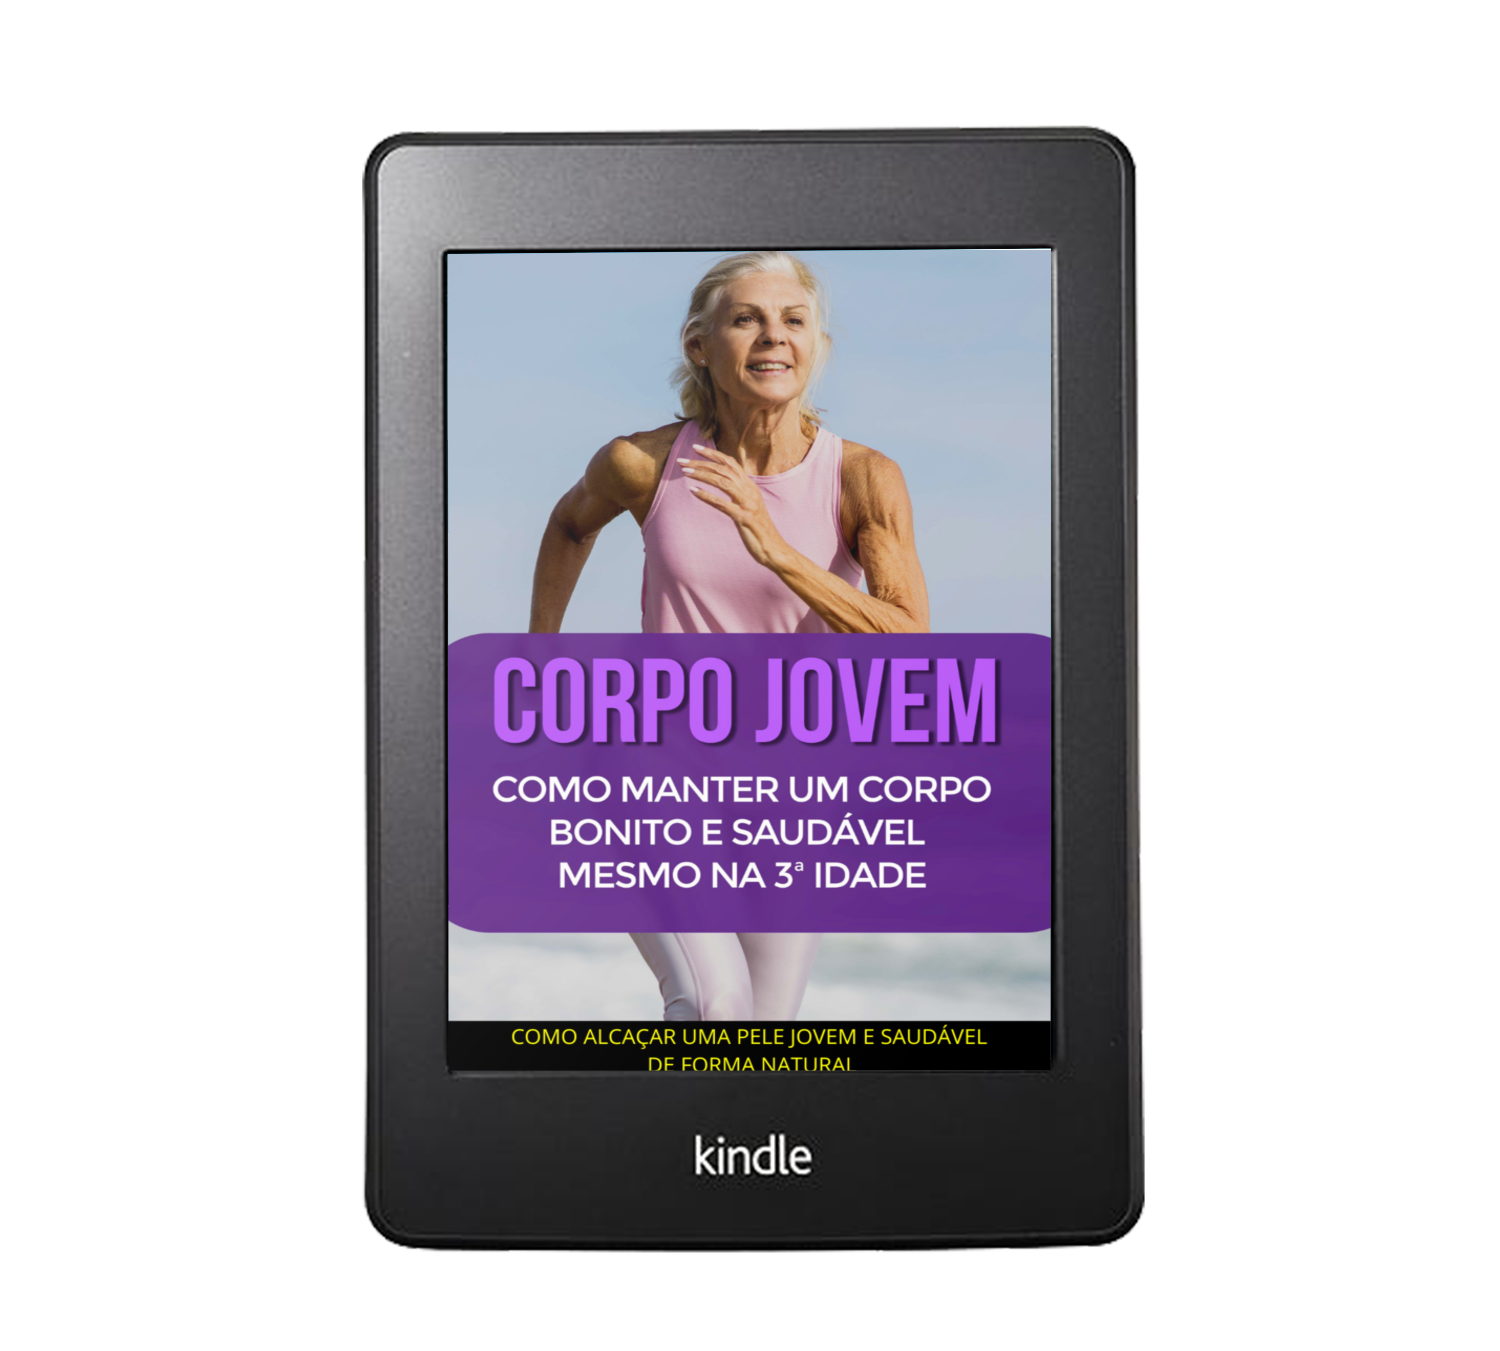 CORPO JOVEM
COMO MANTER UM CORPO
BONITO E SAUDÁVEL
MESMO NA 3ª IDADE
COMO ALCAÇAR UMA PELE JOVEM E SAUDÁVEL
DE FORMA NATURAL
kindle